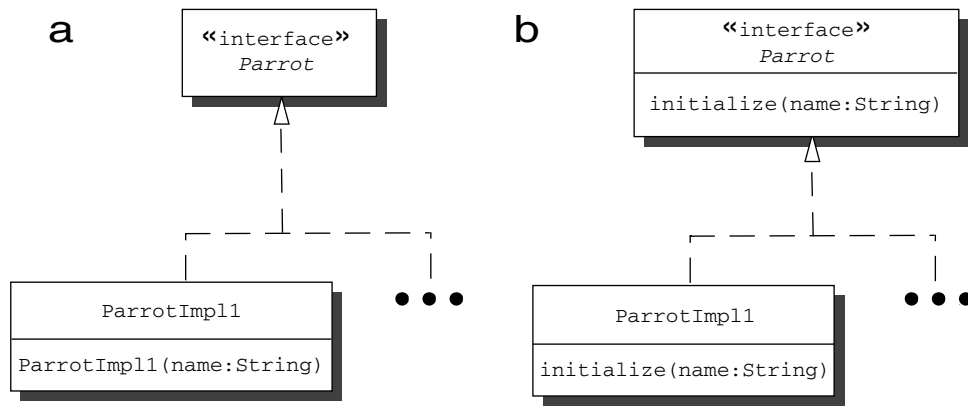 a
«interface»
Parrot
ParrotImpl1
ParrotImpl1(name:String)
b
«interface»
Parrot
initialize(name:String)
ParrotImpl1
initialize(name:String)